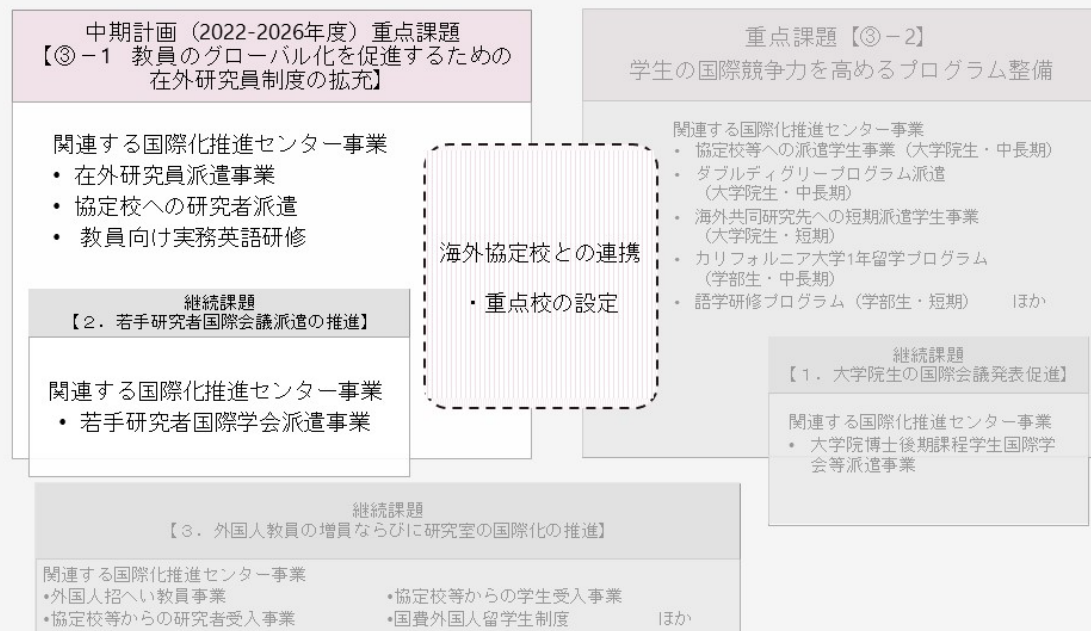 中期計画（2022-2026年度）重点課題
【③－1　教員のグローバル化を促進するための
在外研究員制度の拡充】
関連する国際化推進センター事業
• 在外研究員派遣事業
• 協定校への研究者派遣
• 教員向け実務英語研修
継続課題
【２．若手研究者国際会議派遣の推進】
関連する国際化推進センター事業
• 若手研究者国際学会派遣事業
海外協定校との連携
・重点校の設定
重点課題【③－2】
学生の国際競争力を高めるプログラム整備
関連する国際化推進センター事業
• 協定校等への派遣学生事業（大学院生・中長期）
• ダブルディグリープログラム派遣
（大学院生・中長期）
• 海外共同研究先への短期派遣学生事業
（大学院生・短期）
• カリフォルニア大学1年留学プログラム
（学部生・中長期）
• 語学研修プログラム（学部生・短期）　　ほか
継続課題
【１．大学院生の国際会議発表促進】
関連する国際化推進センター事業
• 大学院博士後期課程学生国際学
会等派遣事業
継続課題
【３．外国人教員の増員ならびに研究室の国際化の推進】
関連する国際化推進センター事業
•外国人招へい教員事業　　•協定校等からの学生受入事業
•協定校等からの研究者受入事業　　•国費外国人留学生制度　　ほか